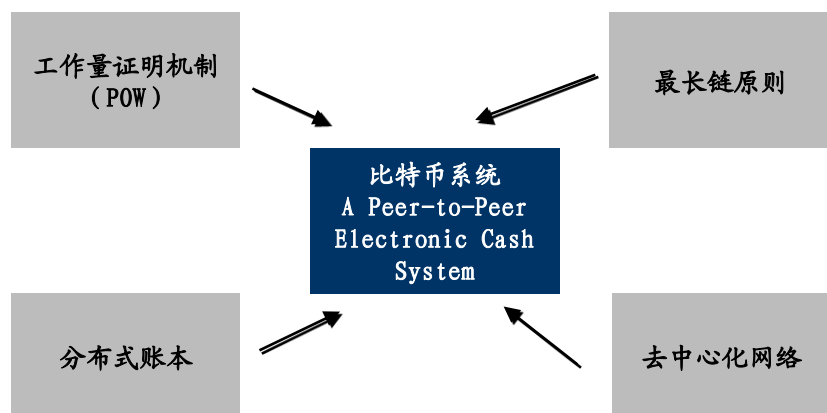 工作量证明机制
（POW）
最长链原则
比特币系统
A Peer-to-Peer
Electronic Cash
System
分布式账本
去中心化网络